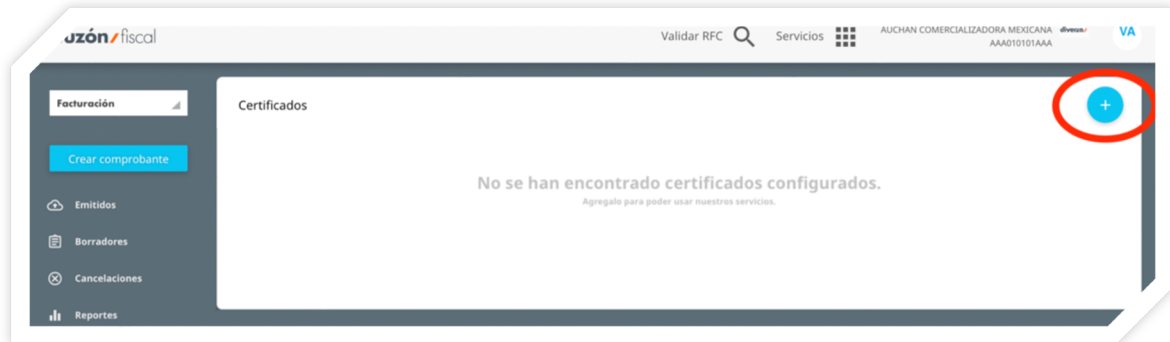 uzón/fiscal
Validar RFC
Servicios
AUCHAN COMERCIALIZADORA MEXICANA
AAA010101AAA
diverza/
VA
Facturación
Certificados
+
Crear comprobante
No se han encontrado certificados configurados.
Agregalo para poder usar nuestros servicios.
Emitidos
Borradores
Cancelaciones
Reportes